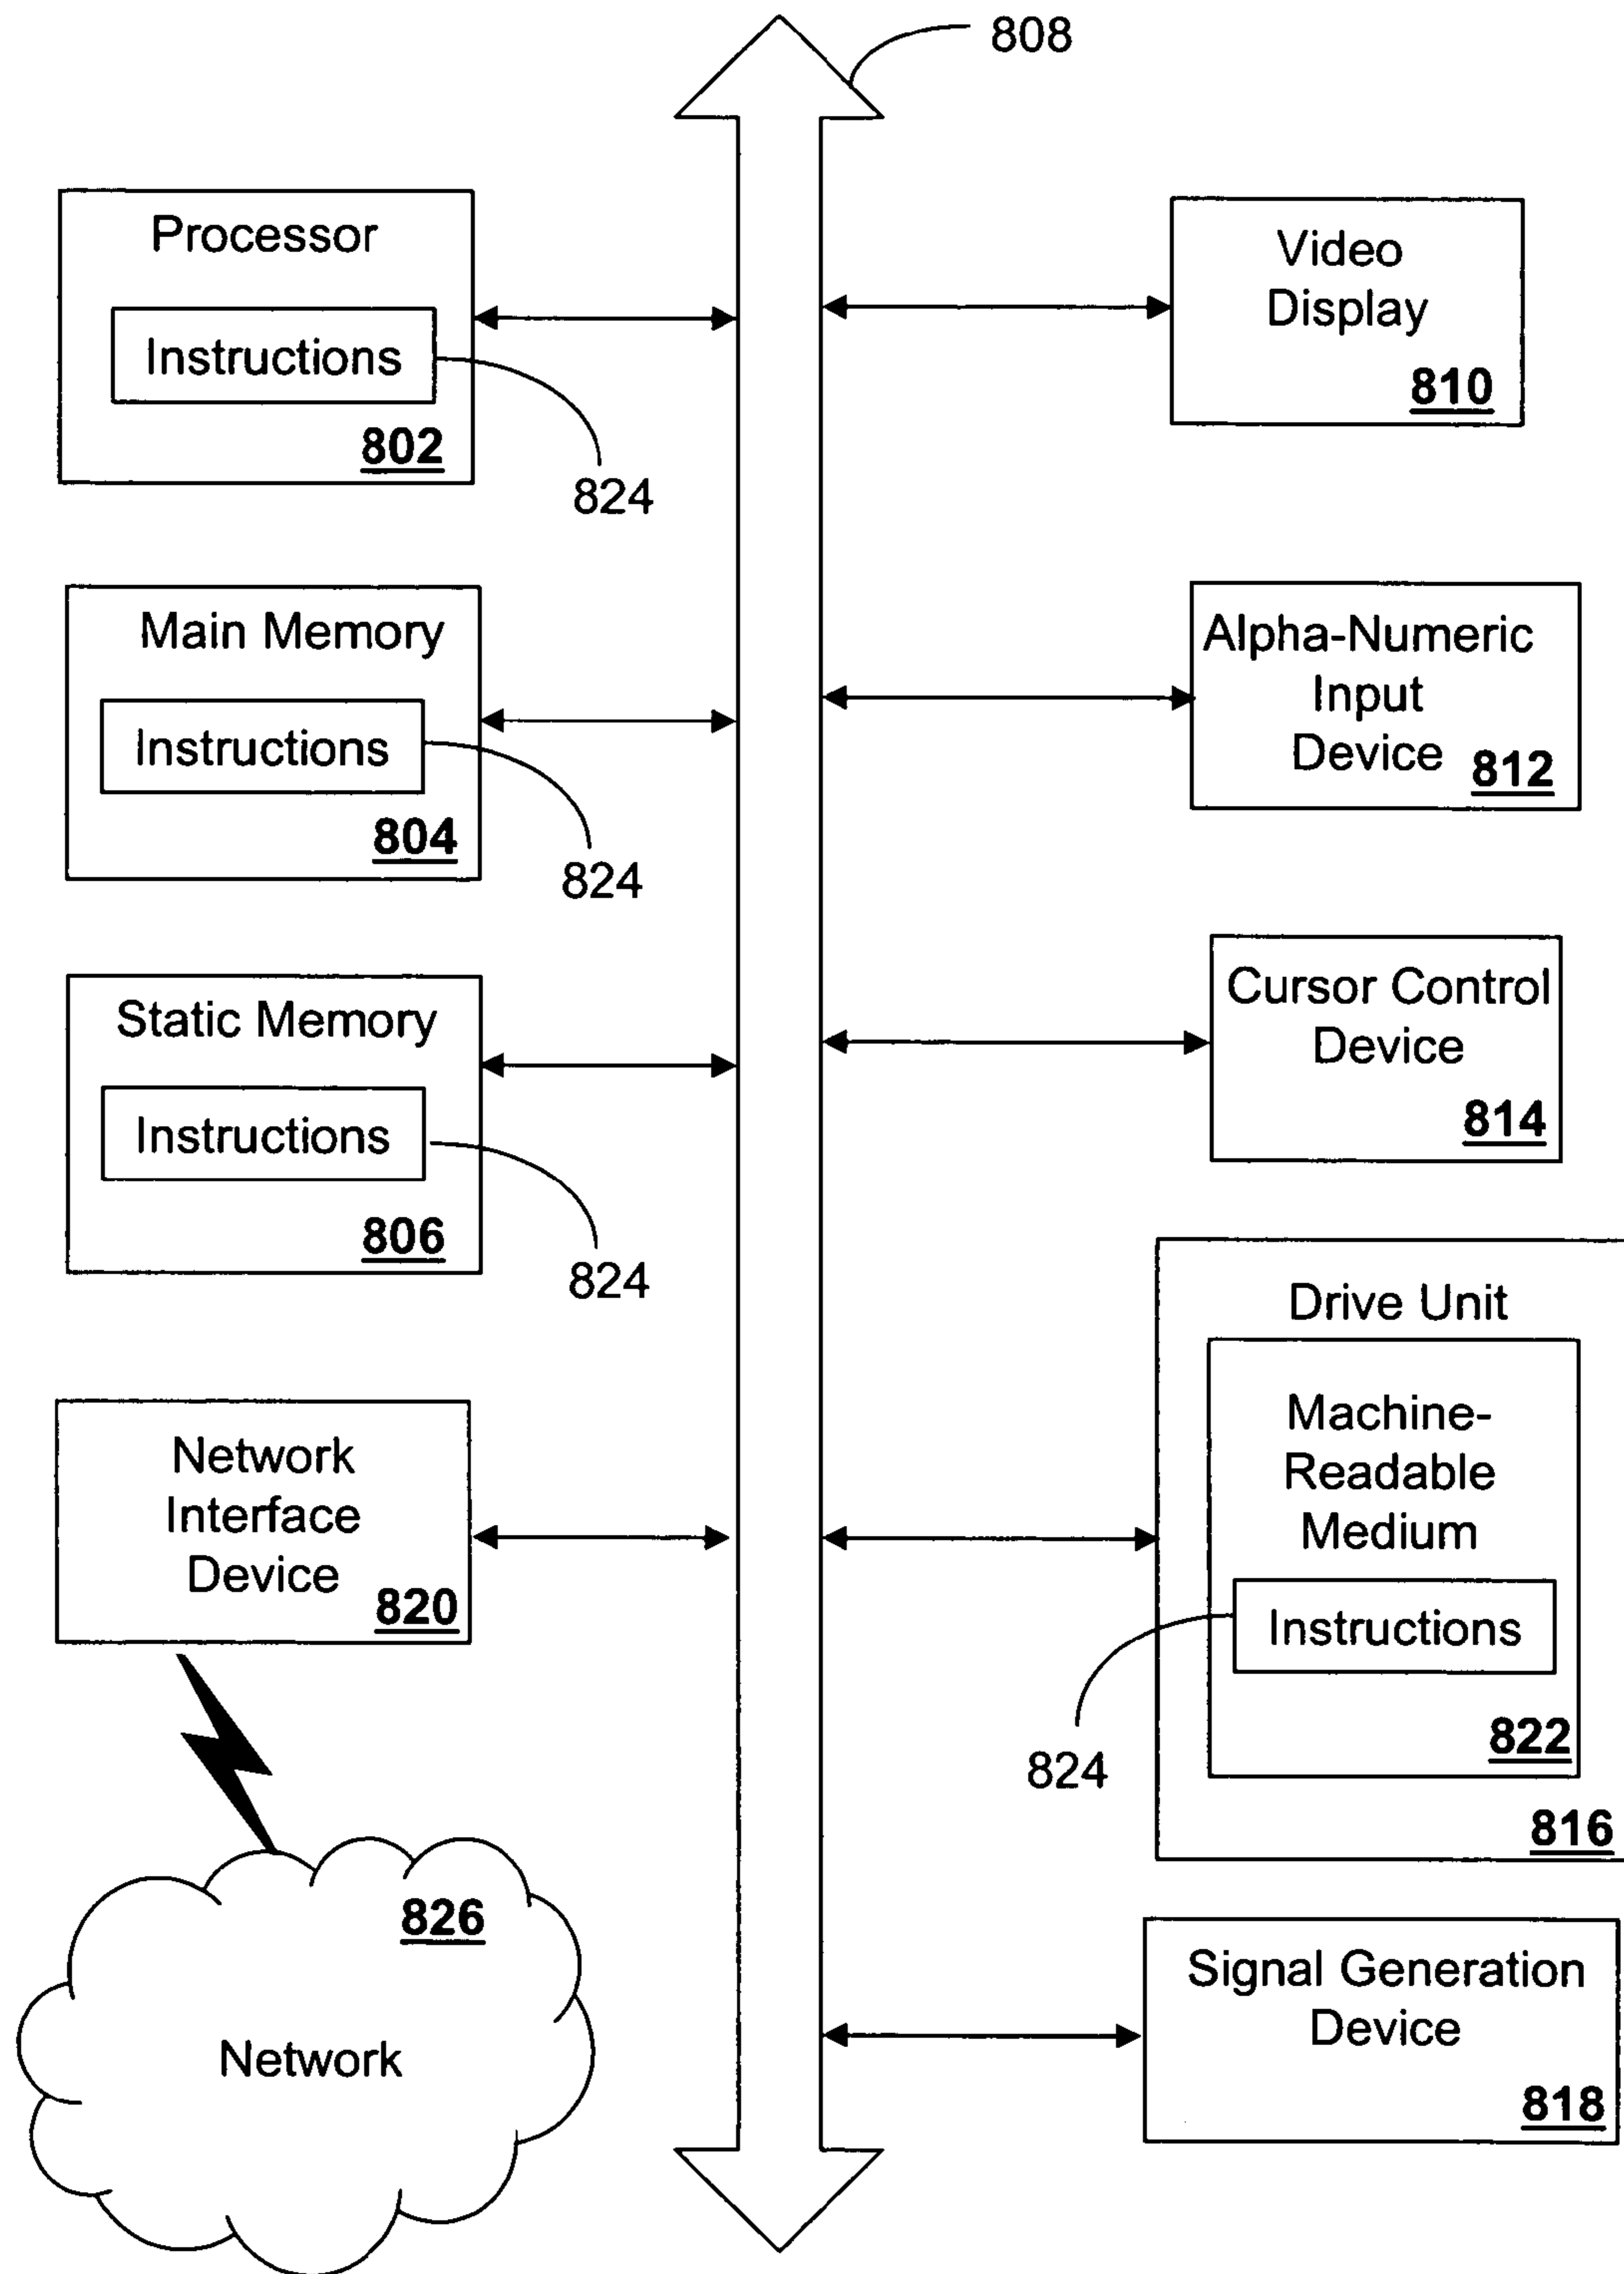 808
Processor
Instructions
802
824
Main Memory
Instructions
804
824
Static Memory
Instructions
806
824
Network
Interface
Device
820
826
Network
Video
Display
810
Alpha-Numeric
Input
Device
812
Cursor Control
Device
814
Drive Unit
Machine-
Readable
Medium
Instructions
822
824
816
Signal Generation
Device
818